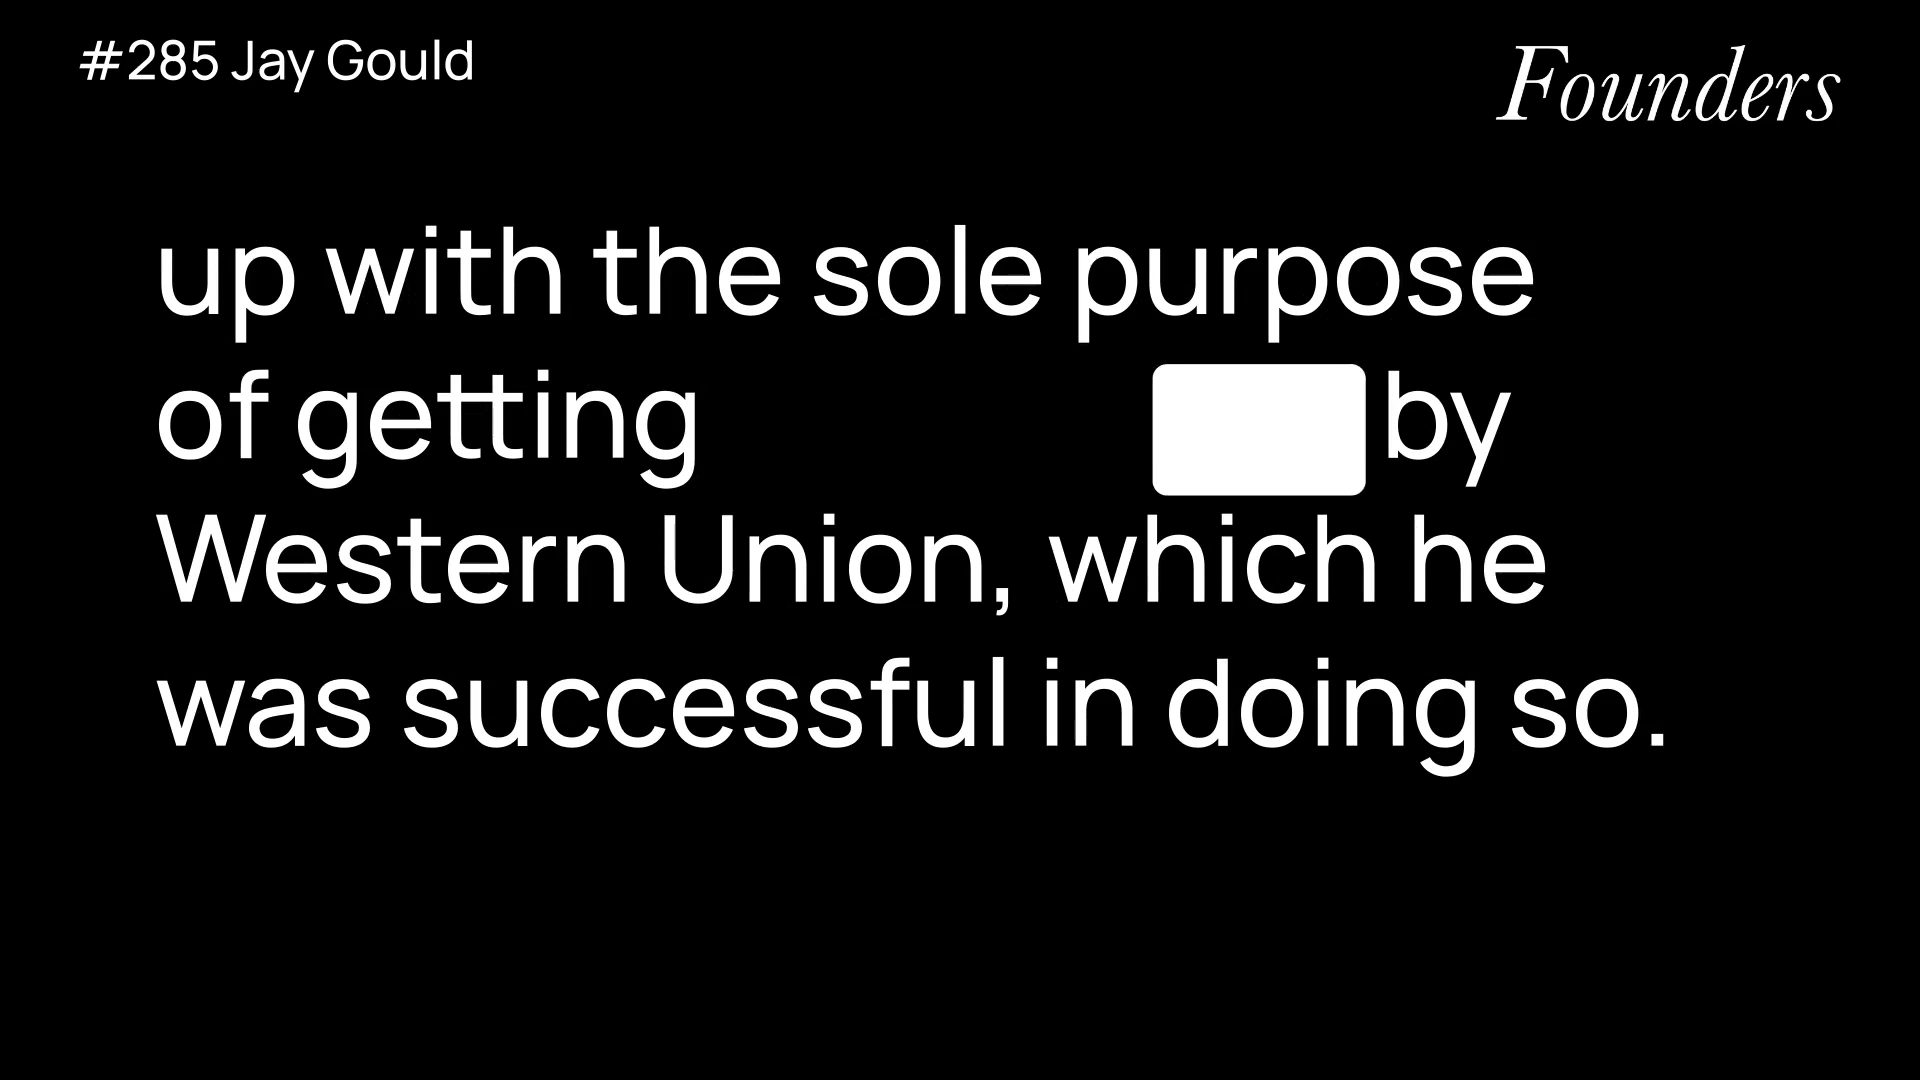 #285 Jay Gould
Founders
up with the sole purpose
of getting by
Western Union, which he
was successful in doing so.